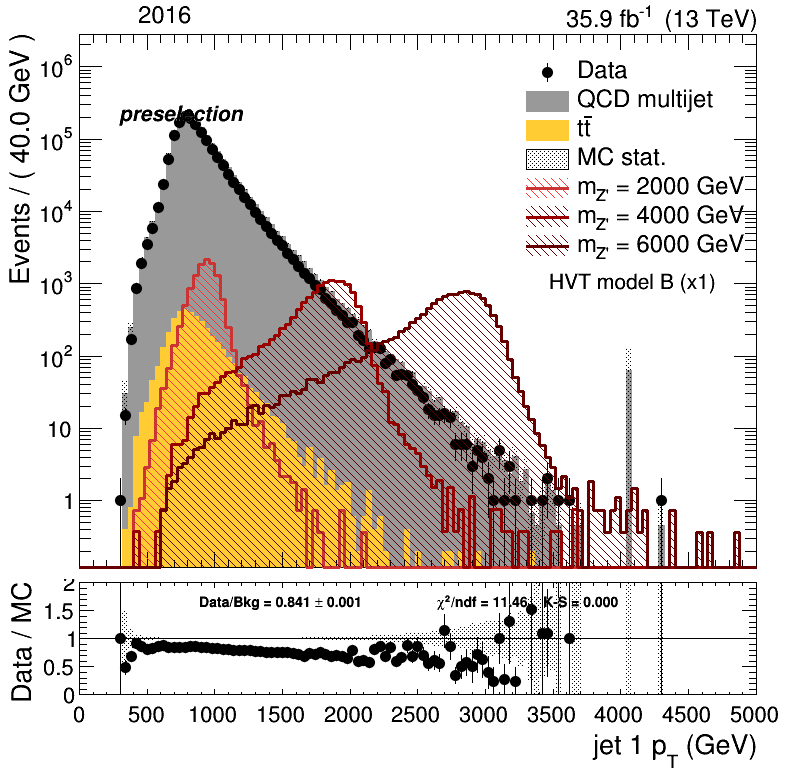 2016
35.9 fb⁻¹ (13 TeV)
Events / ( 40.0 GeV )
10⁶
10⁵
10⁴
10³
10²
10
1
preselection
Data
QCD multijet
tt̄
MC stat.
m_Z' = 2000 GeV
m_Z' = 4000 GeV
m_Z' = 6000 GeV
HVT model B (x1)
Data / MC
2
1.5
1
0.5
0
Data/Bkg = 0.841 ± 0.001
χ²/ndf = 11.46
K-S = 0.000
0 500 1000 1500 2000 2500 3000 3500 4000 4500 5000
jet 1 p_T (GeV)